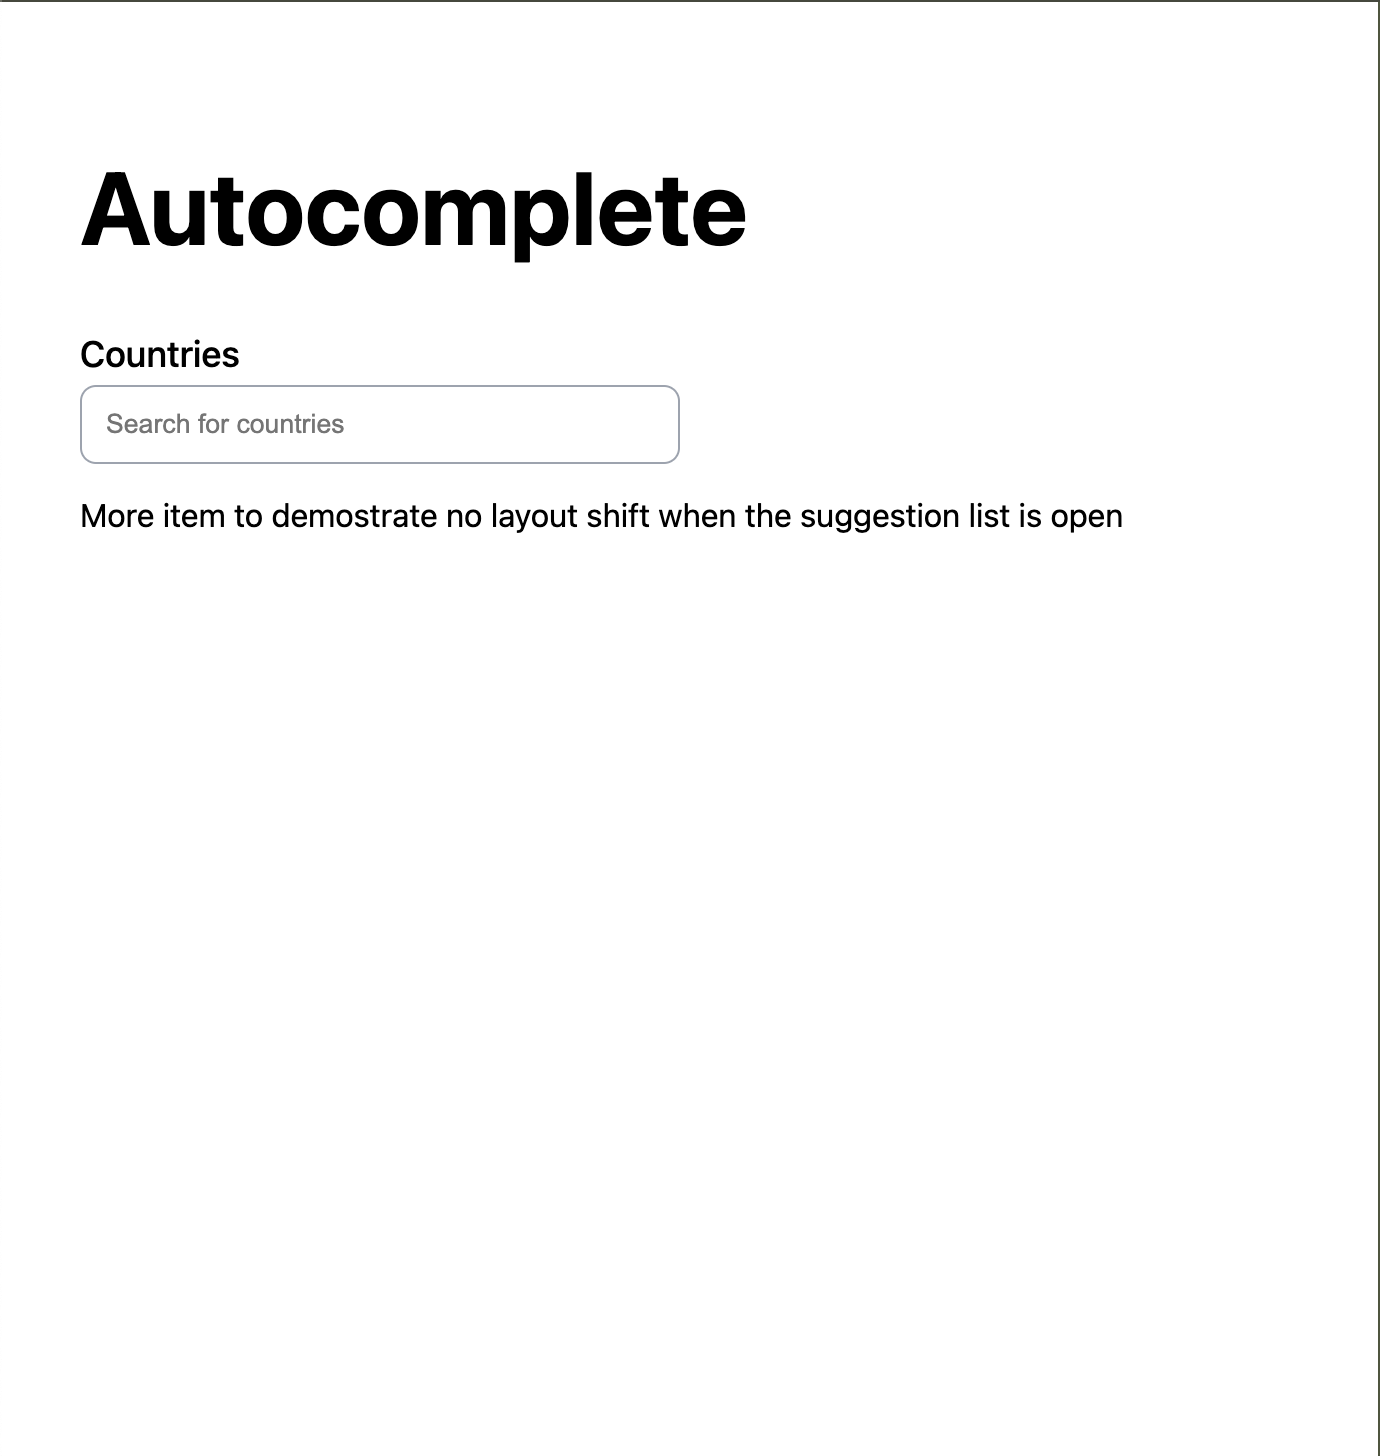 Autocomplete
Countries
Search for countries
More item to demostrate no layout shift when the suggestion list is open